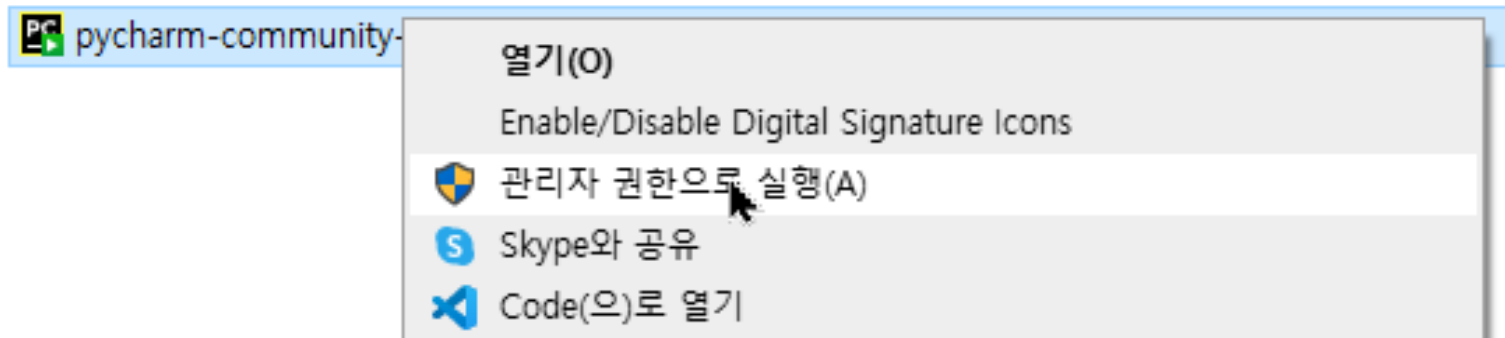 pycharm-community-
열기(O)
Enable/Disable Digital Signature Icons
관리자 권한으로 실행(A)
Skype와 공유
Code(으)로 열기